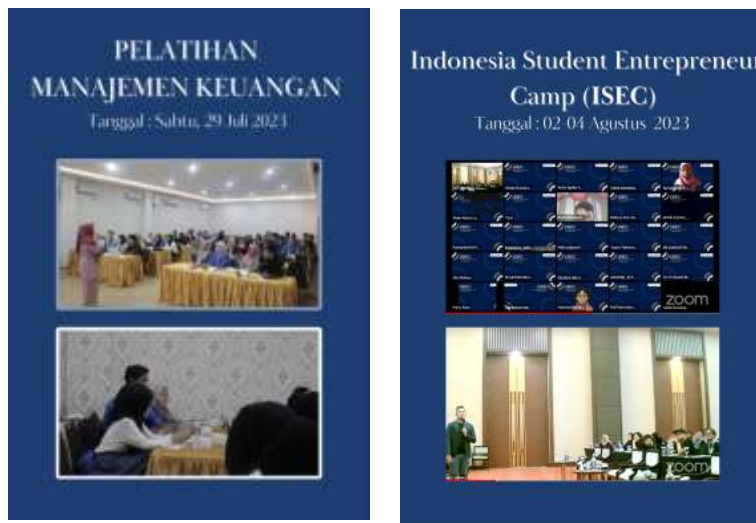 PELATIHAN
MANAJEMEN KEUANGAN
Tanggal : Sabtu, 29 Juli 2023
Indonesia Student Entrepreneur
Camp (ISEC)
Tanggal : 02-04 Agustus 2023
zoom
zoom